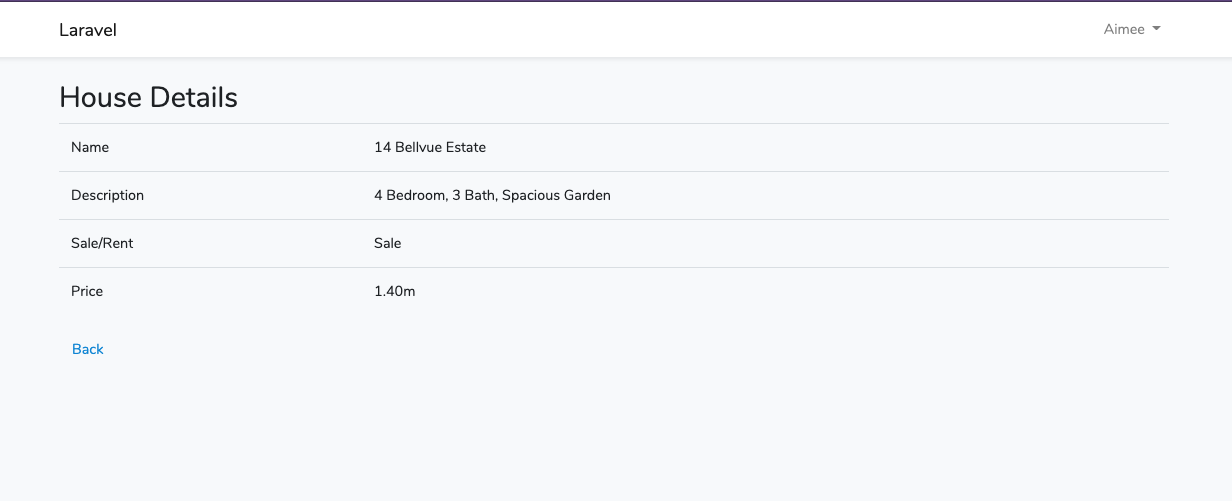 Laravel
Aimee
House Details
Name 14 Bellvue Estate
Description 4 Bedroom, 3 Bath, Spacious Garden
Sale/Rent Sale
Price 1.40m
Back